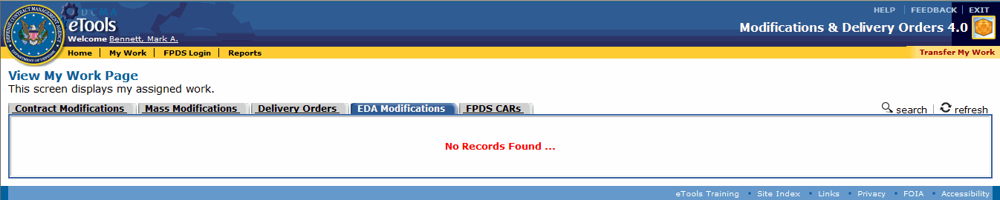 DCMA
HELP | FEEDBACK | EXIT
eTools
Modifications & Delivery Orders 4.0
Welcome Bennett, Mark A.
DEFENSE CONTRACT MANAGEMENT AGENCY
DEPARTMENT OF DEFENSE
Home | My Work | FPDS Login | Reports
Transfer My Work
View My Work Page
This screen displays my assigned work.
Contract Modifications Mass Modifications Delivery Orders EDA Modifications FPDS CARs
search | refresh
No Records Found ...
eTools Training • Site Index • Links • Privacy • FOIA • Accessibility